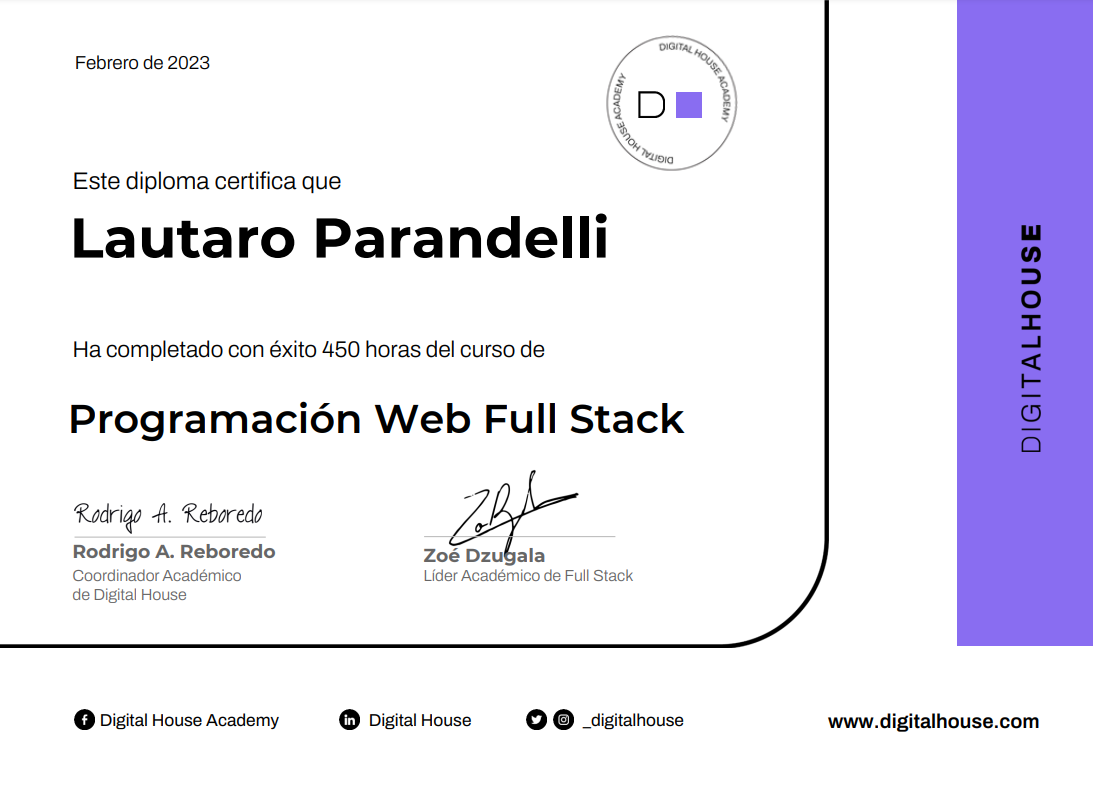 Febrero de 2023
DIGITAL HOUSE ACADEMY
DIGITAL HOUSE ACADEMY
D
Este diploma certifica que
Lautaro Parandelli
Ha completado con éxito 450 horas del curso de
Programación Web Full Stack
Rodrigo A. Reboredo
Rodrigo A. Reboredo
Coordinador Académico
de Digital House
Zoé Dzugala
Líder Académico de Full Stack
DIGITALHOUSE
Digital House Academy
Digital House
_digitalhouse
www.digitalhouse.com